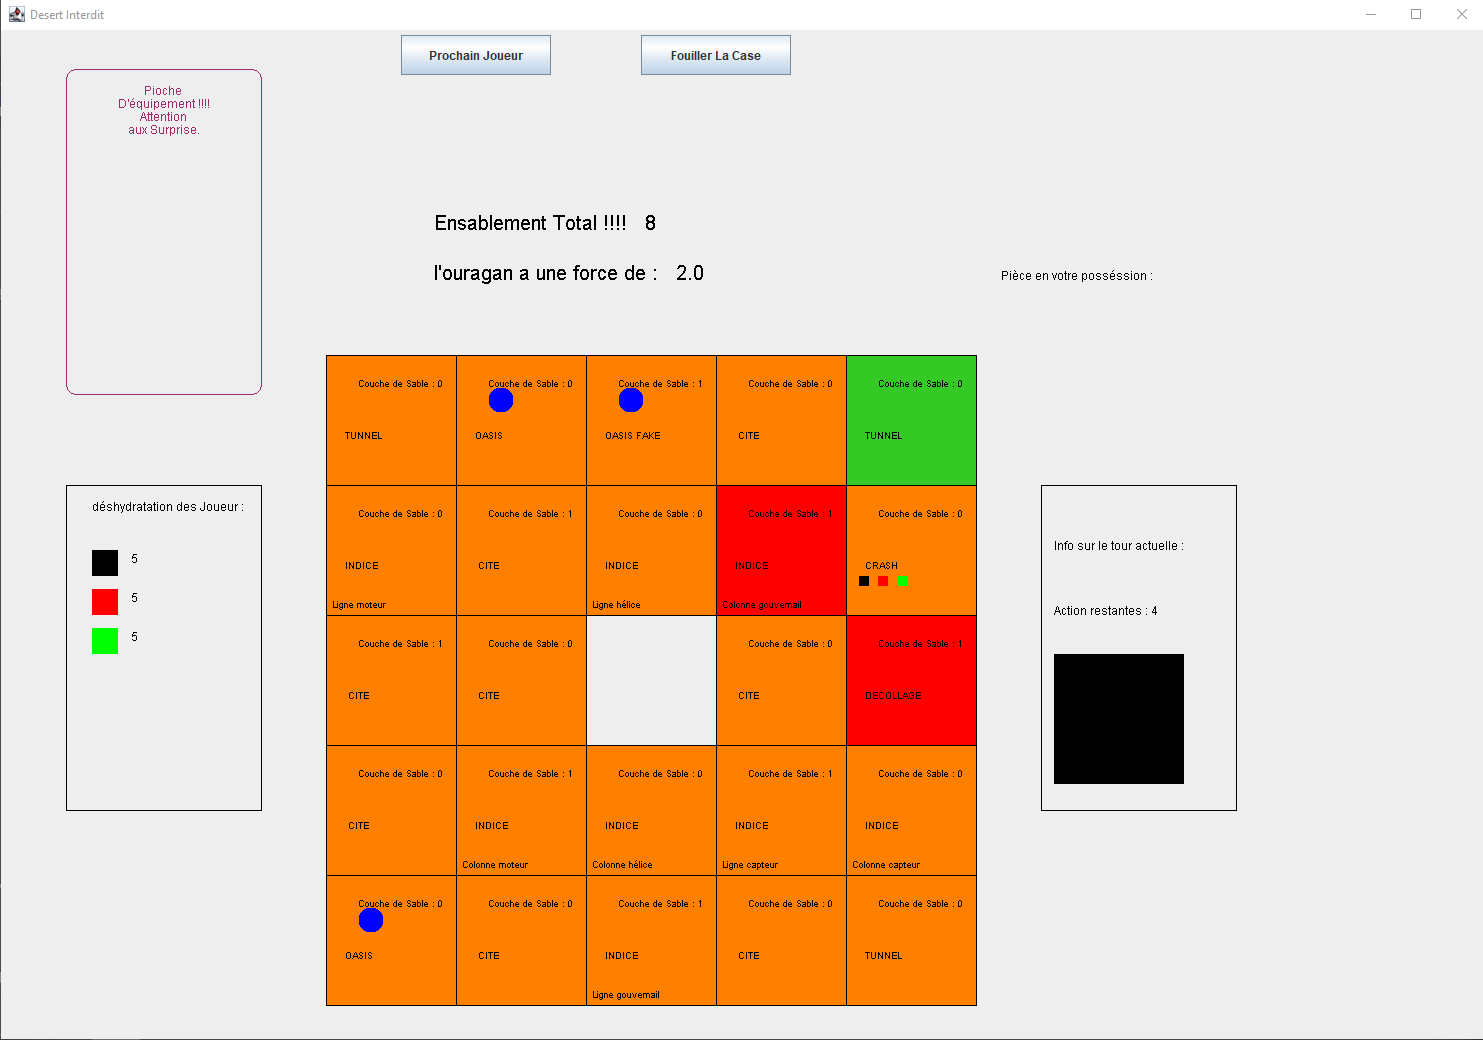 Desert Interdit
Prochain Joueur
Fouiller La Case
Pioche
D'équipement !!!!
Attention
aux Surprise.
Ensablement Total !!!! 8
l'ouragan a une force de : 2.0
Pièce en votre posséssion :
Couche de Sable : 0
Couche de Sable : 0
Couche de Sable : 1
Couche de Sable : 0
Couche de Sable : 0
TUNNEL
OASIS
OASIS FAKE
CITE
TUNNEL
déshydratation des Joueur :
5
5
5
Couche de Sable : 0
Couche de Sable : 1
Couche de Sable : 0
Couche de Sable : 1
Couche de Sable : 0
INDICE
CITE
INDICE
INDICE
CRASH
Ligne moteur
Ligne hélice
Colonne gouvernail
Info sur le tour actuelle :
Action restantes : 4
Couche de Sable : 1
Couche de Sable : 0
Couche de Sable : 0
Couche de Sable : 1
CITE
CITE
CITE
DECOLLAGE
Couche de Sable : 0
Couche de Sable : 1
Couche de Sable : 0
Couche de Sable : 1
Couche de Sable : 0
CITE
INDICE
INDICE
INDICE
INDICE
Colonne moteur
Colonne hélice
Ligne capteur
Colonne capteur
Couche de Sable : 0
Couche de Sable : 0
Couche de Sable : 1
Couche de Sable : 0
Couche de Sable : 0
OASIS
CITE
INDICE
CITE
TUNNEL
Ligne gouvernail